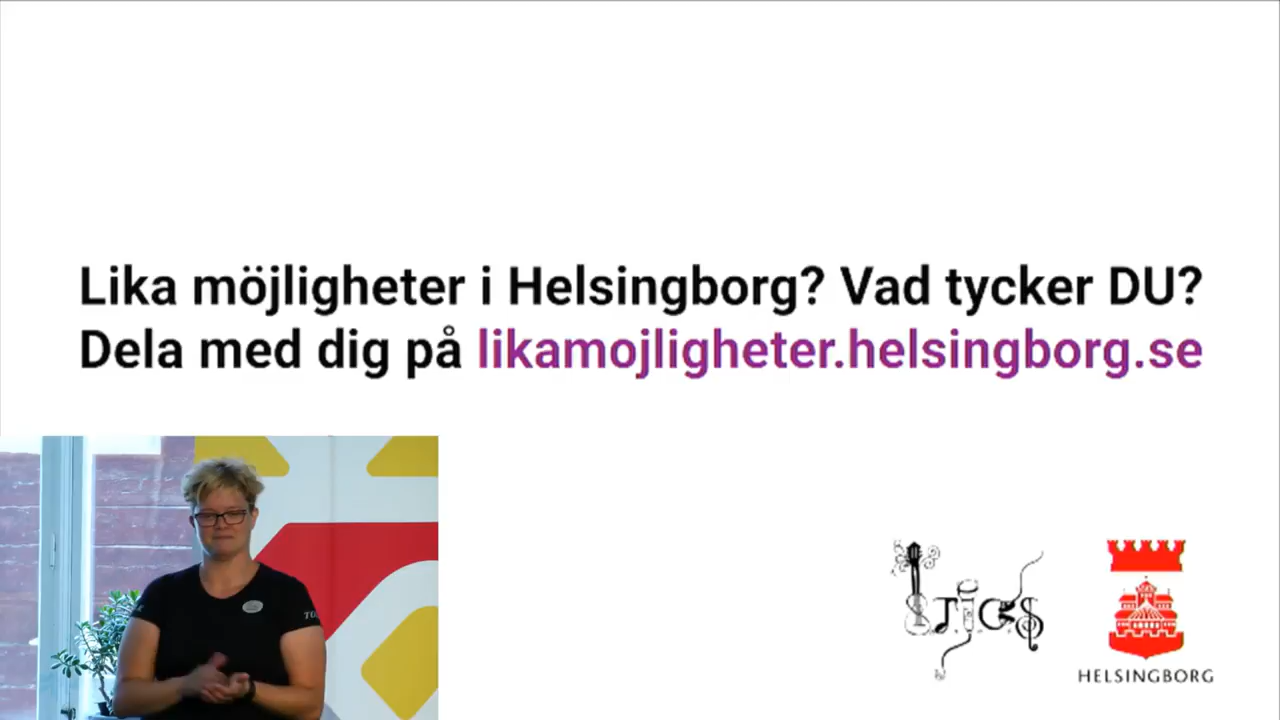 Lika möjligheter i Helsingborg? Vad tycker DU?
Dela med dig på likamojligheter.helsingborg.se
HELSINGBORG